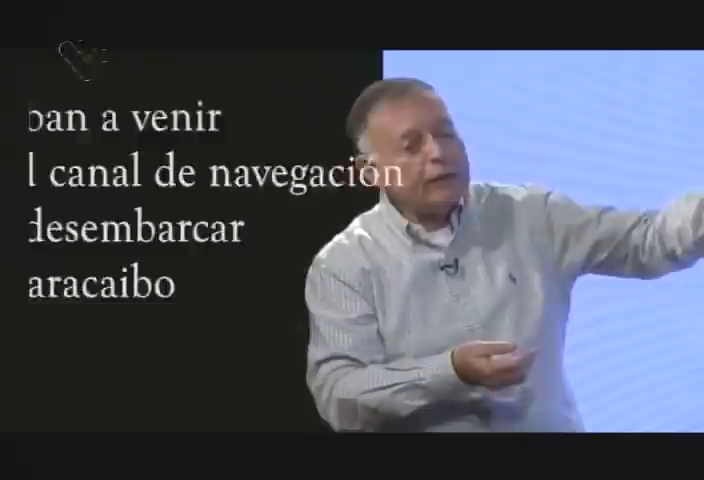 ban a venir
l canal de navegación
desembarcar
aracaibo